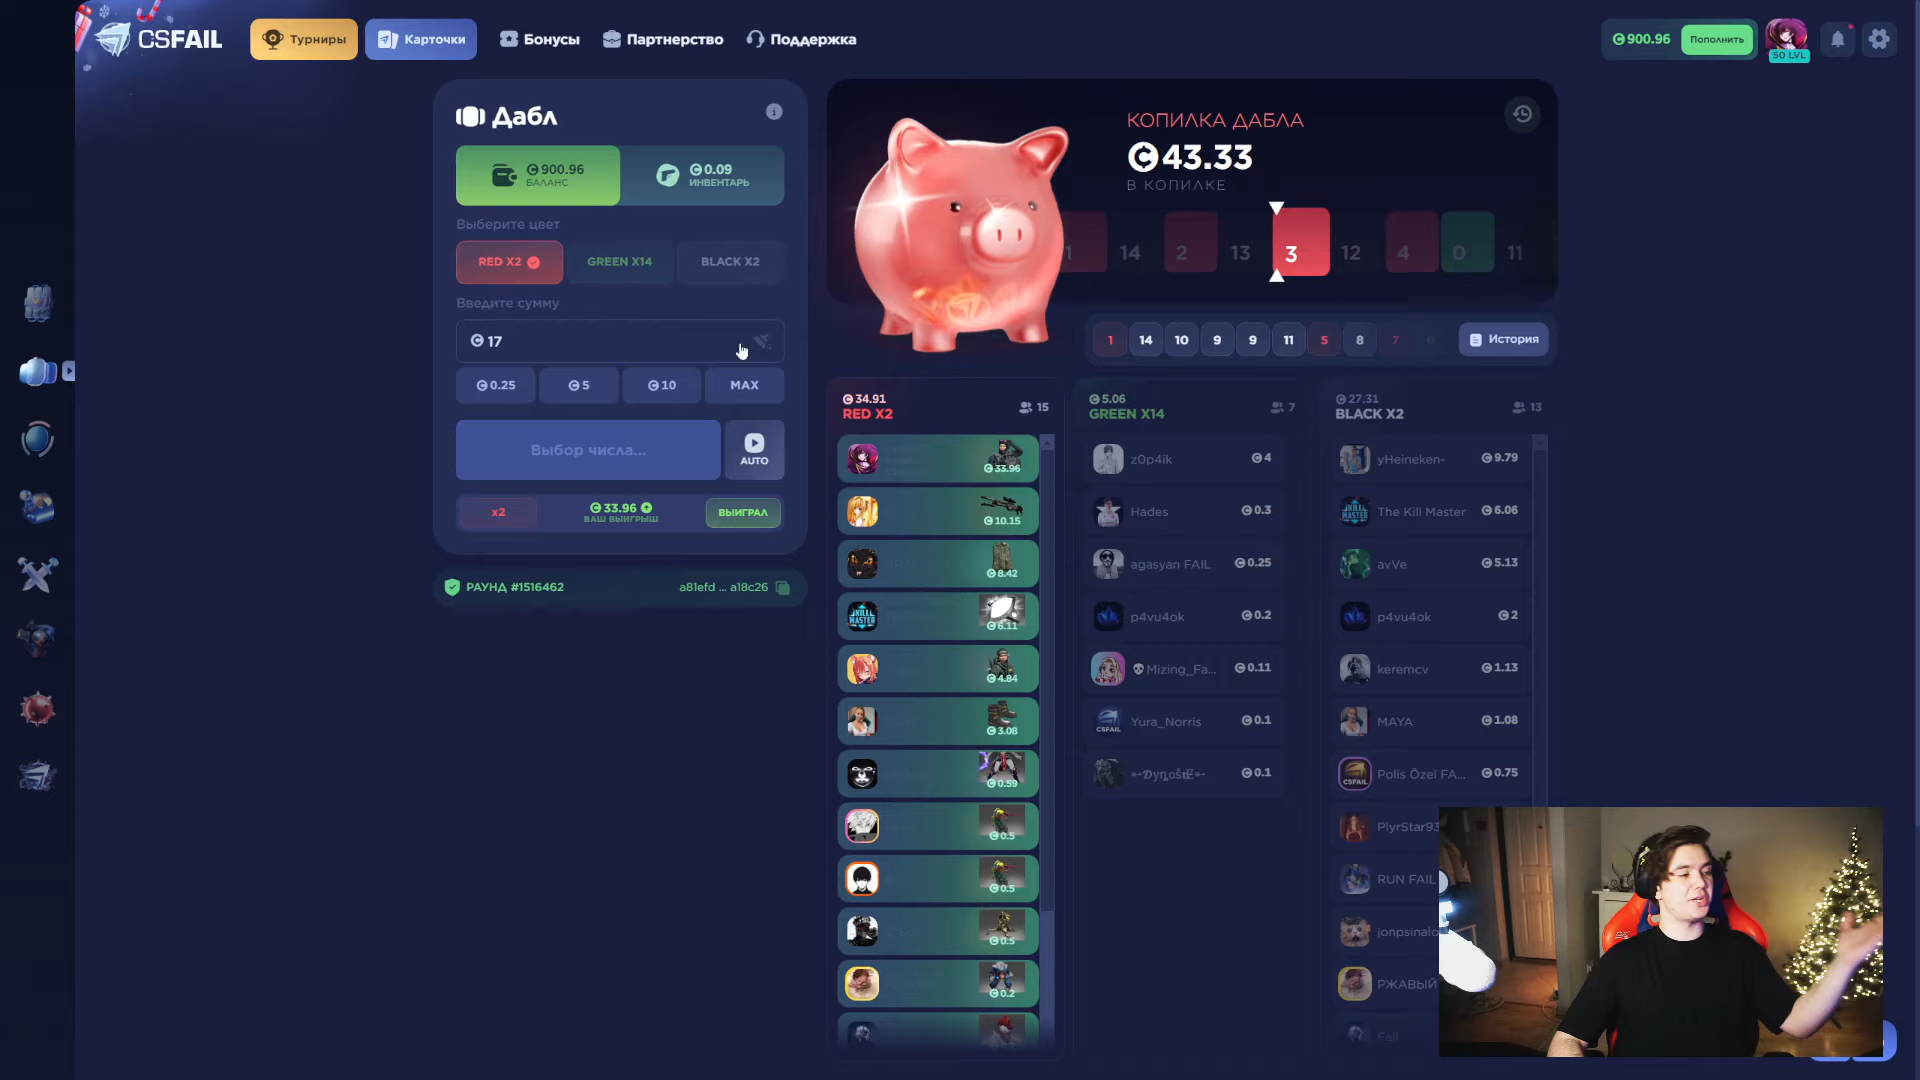 CSFAIL
Турниры
Карточки
Бонусы
Партнерство
Поддержка
900.96
Пополнить
50 LVL
Дабл
900.96
БАЛАНС
0.09
ИНВЕНТАРЬ
Выберите цвет
RED X2
GREEN X14
BLACK X2
Введите сумму
17
0.25
5
10
MAX
Выбор числа...
AUTO
x2
33.96
ВАШ ВЫИГРЫШ
ВЫИГРАЛ
РАУНД #1516462
a81efd ... a18c26
КОПИЛКА ДАБЛА
43.33
В КОПИЛКЕ
1 14 2 13 3 12 4 0 11
1 14 10 9 9 11 5 8 7 0
История
34.91
RED X2
15
33.96
10.15
8.42
6.11
4.84
3.08
0.59
0.5
0.5
0.5
0.2
5.06
GREEN X14
7
z0p4ik 4
Hades 0.3
agasyan FAIL 0.25
p4vu4ok 0.2
Mizing_Fa... 0.11
Yura_Norris 0.1
0.1
27.31
BLACK X2
13
yHeineken- 9.79
The Kill Master 6.06
avVe 5.13
p4vu4ok 2
keremcv 1.13
MAYA 1.08
Polis Özel FA... 0.75
PlyrStar93
RUN FAIL
jonpsinalo
РЖАВЫЙ
Fail